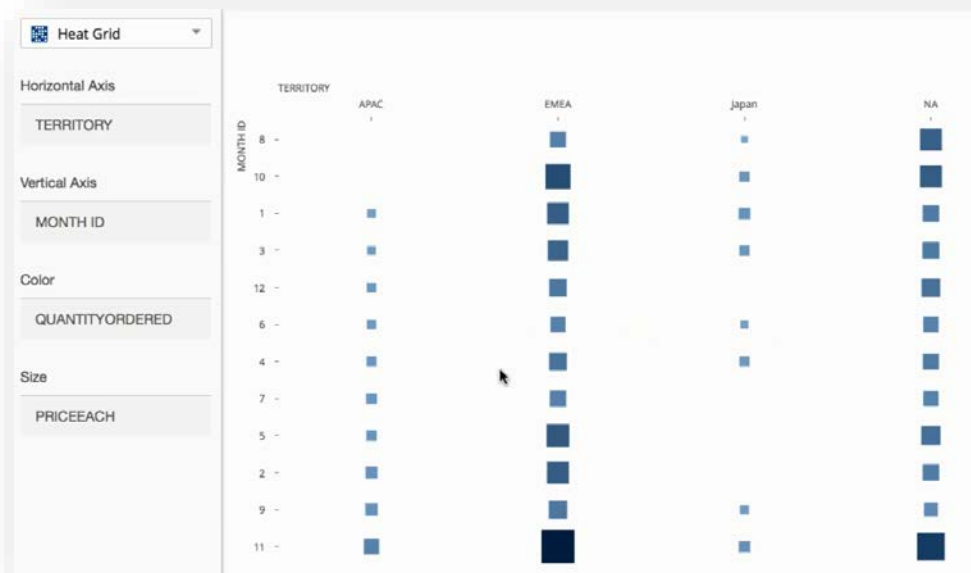 Heat Grid
Horizontal Axis
TERRITORY
Vertical Axis
MONTH ID
Color
QUANTITYORDERED
Size
PRICEEACH
TERRITORY
APAC EMEA Japan NA
MONTH ID
8
10
1
3
12
6
4
7
5
2
9
11